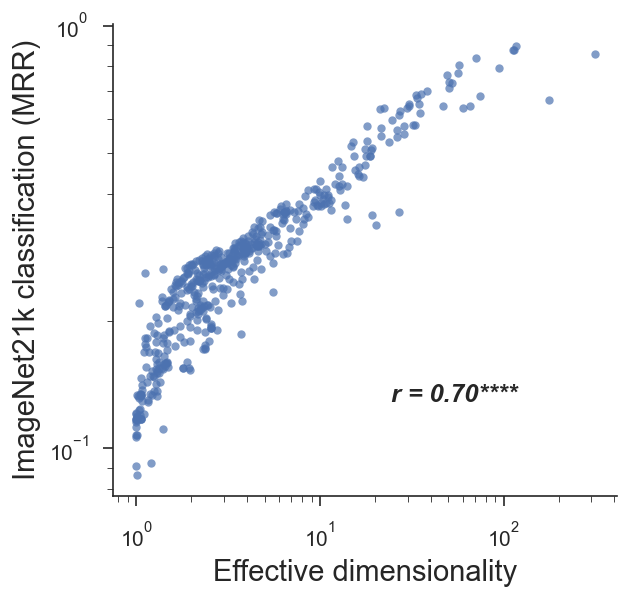 10⁰
ImageNet21k classification (MRR)
r = 0.70****
10⁻¹
10⁰ 10¹ 10²
Effective dimensionality